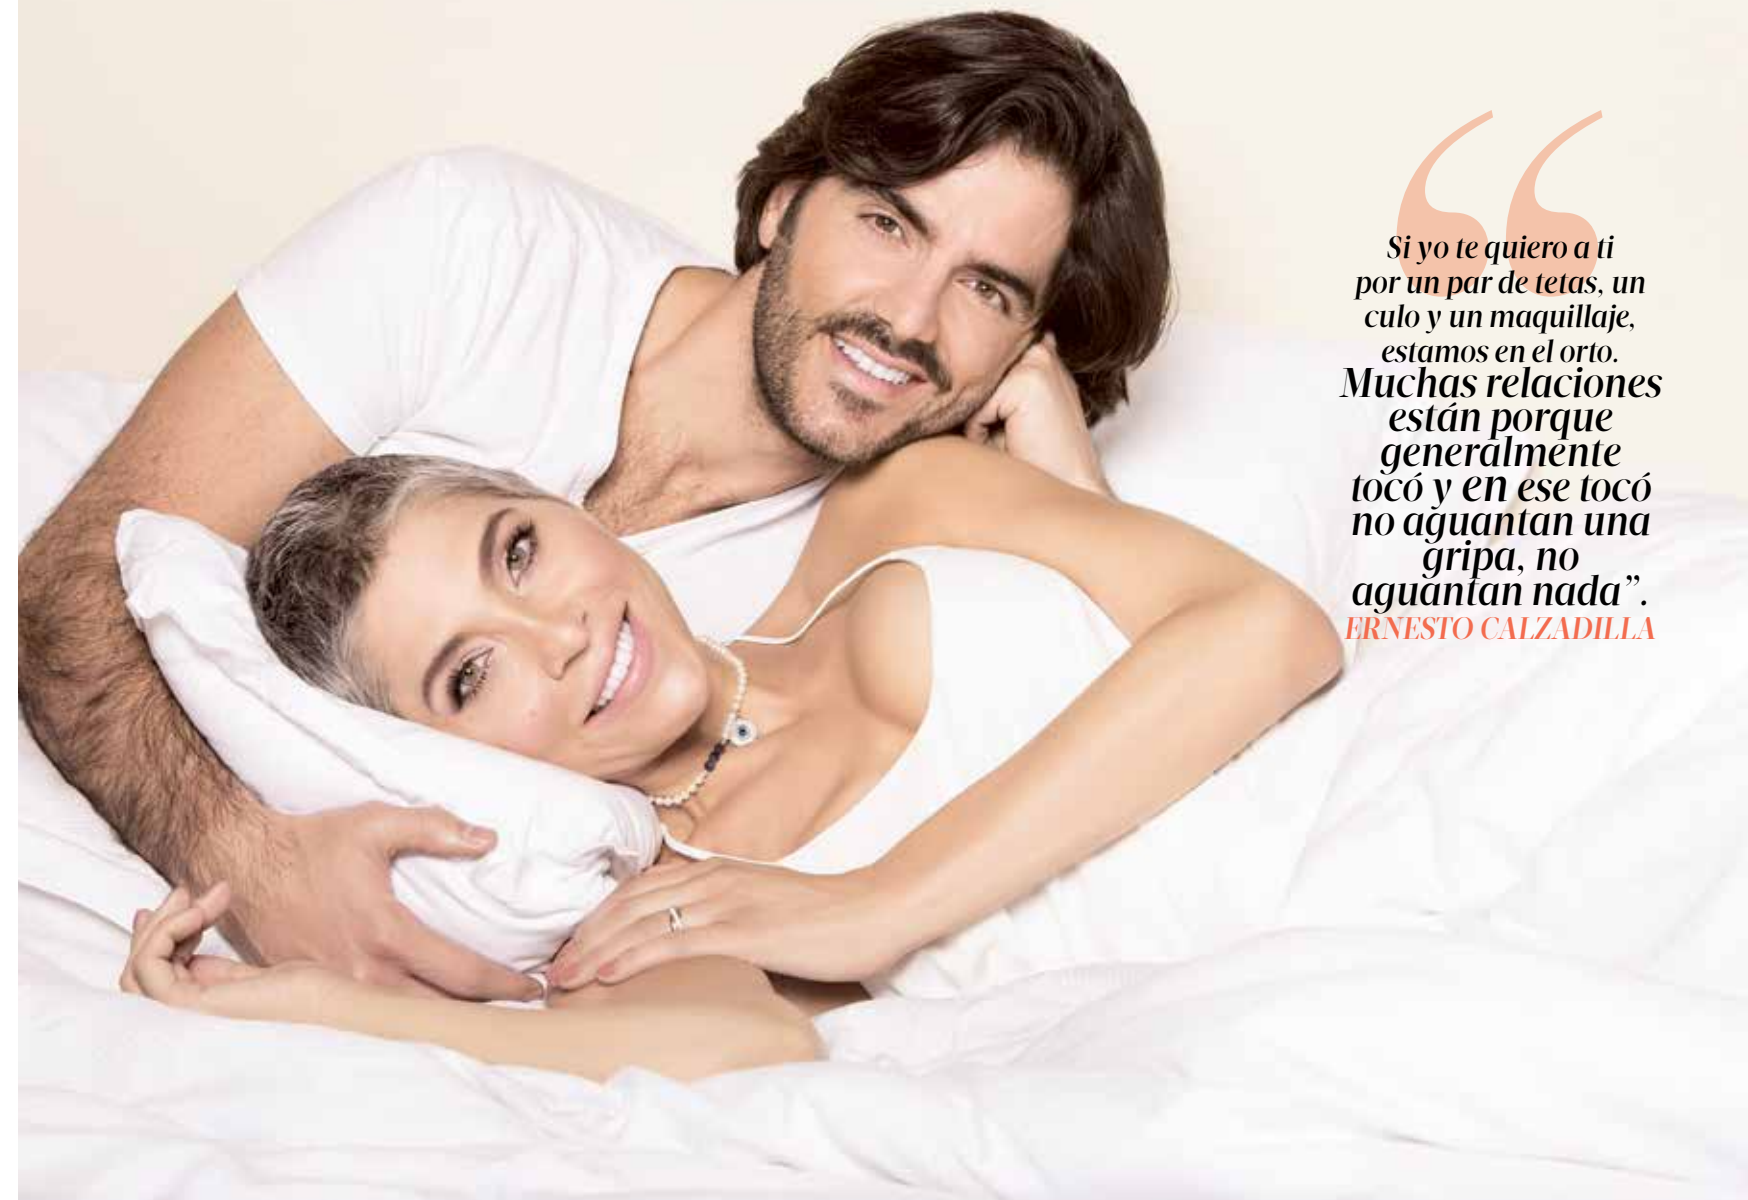 “
Si yo te quiero a ti
por un par de tetas, un
culo y un maquillaje,
estamos en el orto.
Muchas relaciones
están porque
generalmente
tocó y en ese tocó
no aguantan una
gripa, no
aguantan nada”.
ERNESTO CALZADILLA